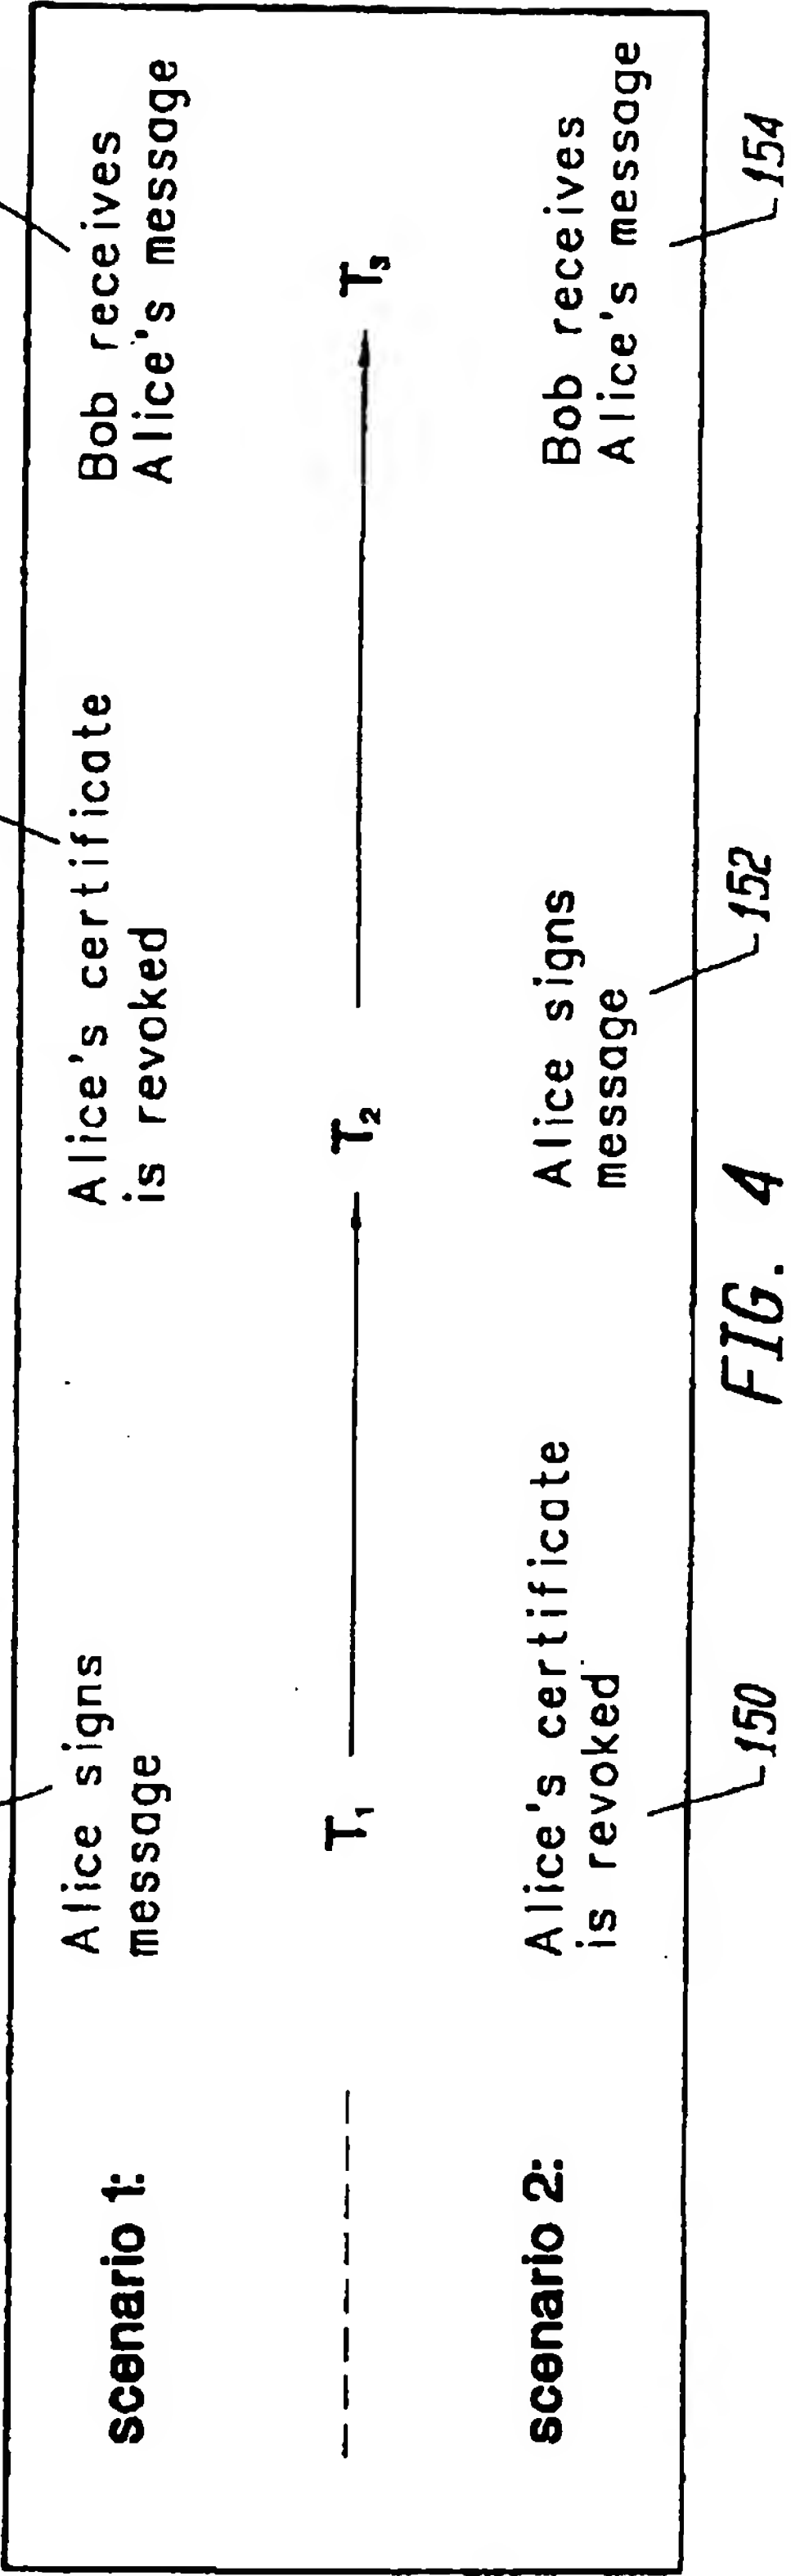 scenario 1:
Alice signs
message
Alice's certificate
is revoked
Bob receives
Alice's message
T₁
T₂
T₃
scenario 2:
Alice's certificate
is revoked
Alice signs
message
Bob receives
Alice's message
150
152
154
FIG. 4